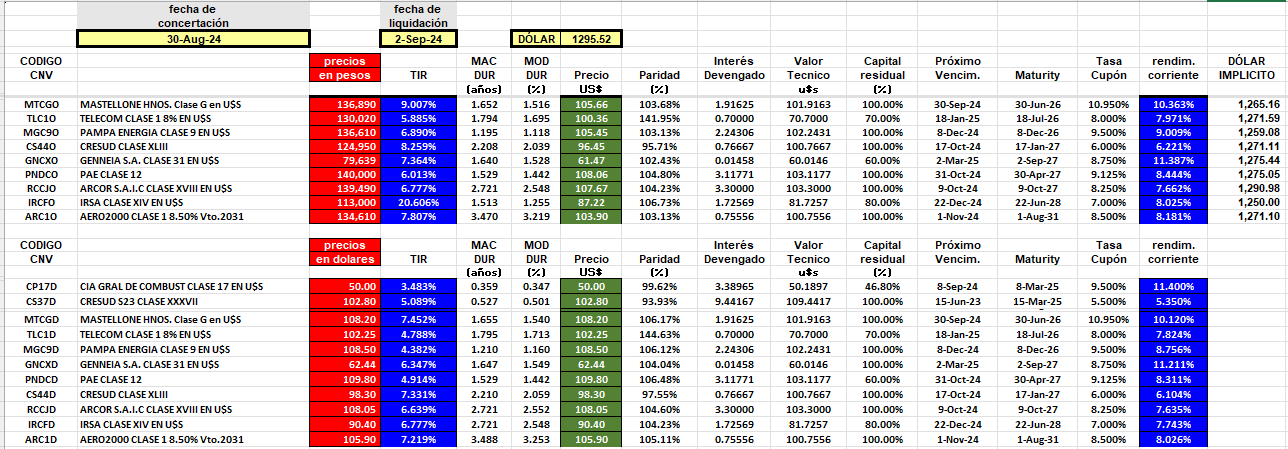 fecha de concertación fecha de liquidación
30-Aug-24 2-Sep-24 DÓLAR 1295.52
CODIGO precios MAC MOD Interés Valor Capital Próximo Tasa rendim. DÓLAR
CNV en pesos TIR DUR DUR Precio Paridad Devengado Tecnico residual Vencim. Maturity Cupón corriente IMPLICITO
(años) (%) US$ (%) u$s (%)
MTCGO MASTELLONE HNOS. Clase G en U$S 136,890 9.007% 1.652 1.516 105.66 103.68% 1.91625 101.9163 100.00% 30-Sep-24 30-Jun-26 10.950% 10.363% 1,265.16
TLC1O TELECOM CLASE 1 8% EN U$S 130,020 5.885% 1.794 1.695 100.36 141.95% 0.70000 70.7000 70.00% 18-Jan-25 18-Jul-26 8.000% 7.971% 1,271.59
MGC9O PAMPA ENERGIA CLASE 9 EN U$S 136,610 6.890% 1.195 1.118 105.45 103.13% 2.24306 102.2431 100.00% 8-Dec-24 8-Dec-26 9.500% 9.009% 1,259.08
CS44O CRESUD CLASE XLIII 124,950 8.259% 2.208 2.039 96.45 95.71% 0.76667 100.7667 100.00% 17-Oct-24 17-Jan-27 6.000% 6.221% 1,271.11
GNCXO GENNEIA S.A. CLASE 31 EN U$S 79,639 7.364% 1.640 1.528 61.47 102.43% 0.01458 60.0146 60.00% 2-Mar-25 2-Sep-27 8.750% 11.387% 1,275.44
PNDCO PAE CLASE 12 140,000 6.013% 1.529 1.442 108.06 104.80% 3.11771 103.1177 100.00% 31-Oct-24 30-Apr-27 9.125% 8.444% 1,275.05
RCCJO ARCOR S.A.I.C CLASE XVIII EN U$S 139,490 6.777% 2.721 2.548 107.67 104.23% 3.30000 103.3000 100.00% 9-Oct-24 9-Oct-27 8.250% 7.662% 1,290.98
IRCFO IRSA CLASE XIV EN U$S 113,000 20.606% 1.513 1.255 87.22 106.73% 1.72569 81.7257 80.00% 22-Dec-24 22-Jun-28 7.000% 8.025% 1,250.00
ARC1O AERO2000 CLASE 1 8.50% Vto.2031 134,610 7.807% 3.470 3.219 103.90 103.13% 0.75556 100.7556 100.00% 1-Nov-24 1-Aug-31 8.500% 8.181% 1,271.10
CODIGO precios MAC MOD Interés Valor Capital Próximo Tasa rendim.
CNV en dolares TIR DUR DUR Precio Paridad Devengado Tecnico residual Vencim. Maturity Cupón corriente
(años) (%) US$ (%) u$s (%)
CP17D CIA GRAL DE COMBUST CLASE 17 EN U$S 50.00 3.483% 0.359 0.347 50.00 99.62% 3.38965 50.1897 46.80% 8-Sep-24 8-Mar-25 9.500% 11.400%
CS37D CRESUD S23 CLASE XXXVII 102.80 5.089% 0.527 0.501 102.80 93.93% 9.44167 109.4417 100.00% 15-Jun-23 15-Mar-25 5.500% 5.350%
MTCGD MASTELLONE HNOS. Clase G en U$S 108.20 7.452% 1.655 1.540 108.20 106.17% 1.91625 101.9163 100.00% 30-Sep-24 30-Jun-26 10.950% 10.120%
TLC1D TELECOM CLASE 1 8% EN U$S 102.25 4.788% 1.795 1.713 102.25 144.63% 0.70000 70.7000 70.00% 18-Jan-25 18-Jul-26 8.000% 7.824%
MGC9D PAMPA ENERGIA CLASE 9 EN U$S 108.50 4.382% 1.210 1.160 108.50 106.12% 2.24306 102.2431 100.00% 8-Dec-24 8-Dec-26 9.500% 8.756%
GNCXD GENNEIA S.A. CLASE 31 EN U$S 62.44 6.347% 1.647 1.549 62.44 104.04% 0.01458 60.0146 100.00% 2-Mar-25 2-Sep-27 8.750% 11.211%
PNDCD PAE CLASE 12 109.80 4.914% 1.529 1.442 109.80 106.48% 3.11771 103.1177 60.00% 31-Oct-24 30-Apr-27 9.125% 8.311%
CS44D CRESUD CLASE XLIII 98.30 7.331% 2.210 2.059 98.30 97.55% 0.76667 100.7667 100.00% 17-Oct-24 17-Jan-27 6.000% 6.104%
RCCJD ARCOR S.A.I.C CLASE XVIII EN U$S 108.05 6.639% 2.721 2.552 108.05 104.60% 3.30000 103.3000 100.00% 9-Oct-24 9-Oct-27 8.250% 7.635%
IRCFD IRSA CLASE XIV EN U$S 90.40 6.777% 2.721 2.548 90.40 104.23% 1.72569 81.7257 80.00% 22-Dec-24 22-Jun-28 7.000% 7.743%
ARC1D AERO2000 CLASE 1 8.50% Vto.2031 105.90 7.219% 3.488 3.253 105.90 105.11% 0.75556 100.7556 100.00% 1-Nov-24 1-Aug-31 8.500% 8.026%